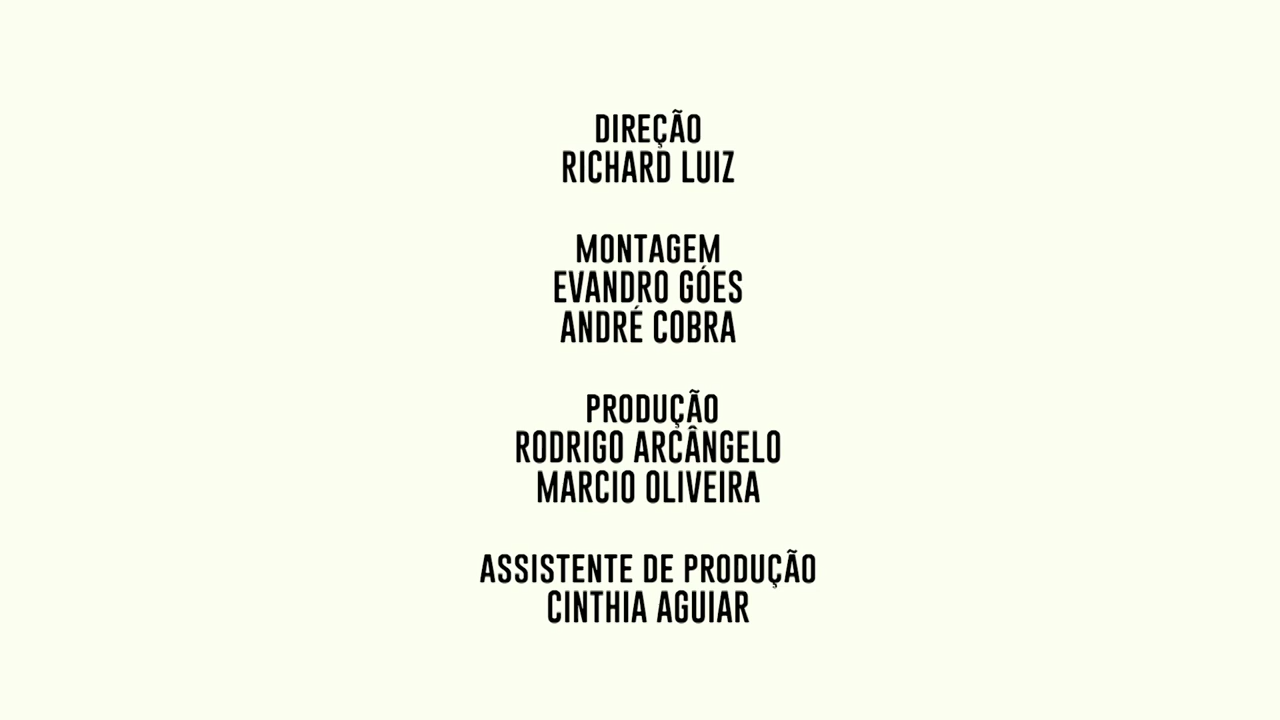 DIREÇÃO
RICHARD LUIZ
MONTAGEM
EVANDRO GÓES
ANDRÉ COBRA
PRODUÇÃO
RODRIGO ARCÂNGELO
MARCIO OLIVEIRA
ASSISTENTE DE PRODUÇÃO
CINTHIA AGUIAR